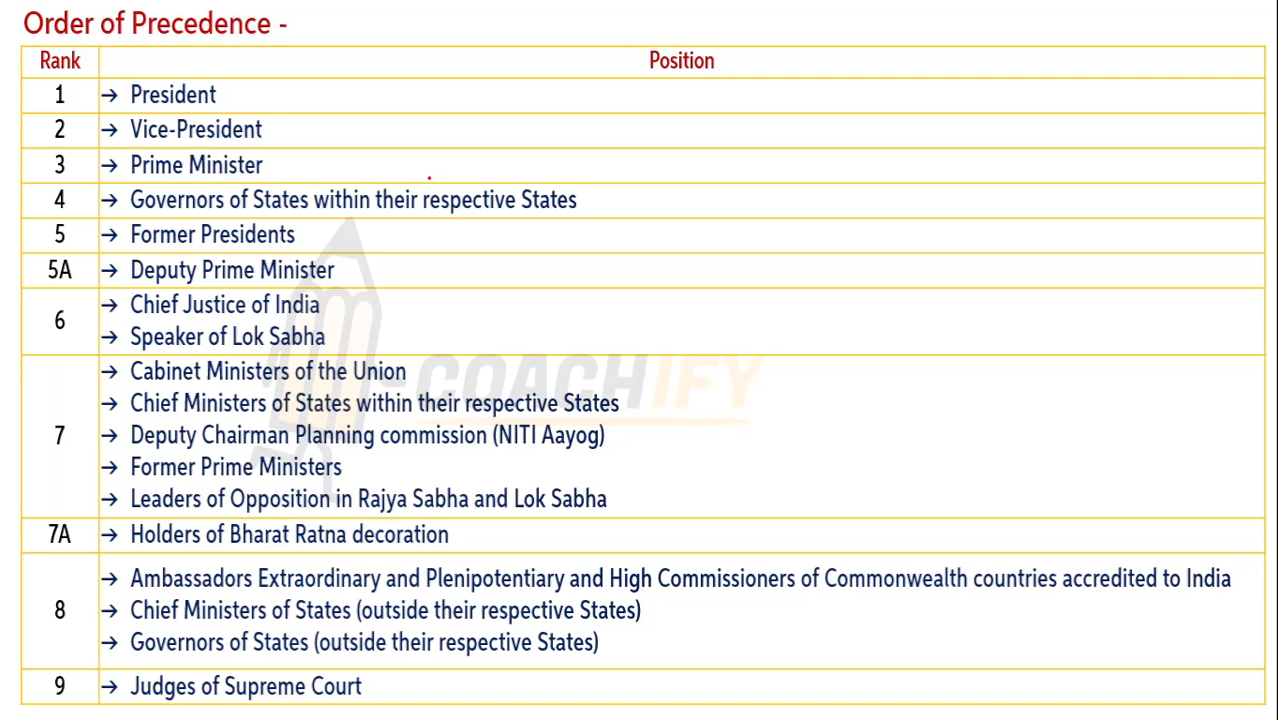 Order of Precedence -
Rank Position
1 → President
2 → Vice-President
3 → Prime Minister
4 → Governors of States within their respective States
5 → Former Presidents
5A → Deputy Prime Minister
6 → Chief Justice of India
→ Speaker of Lok Sabha
7 → Cabinet Ministers of the Union
→ Chief Ministers of States within their respective States
→ Deputy Chairman Planning commission (NITI Aayog)
→ Former Prime Ministers
→ Leaders of Opposition in Rajya Sabha and Lok Sabha
7A → Holders of Bharat Ratna decoration
8 → Ambassadors Extraordinary and Plenipotentiary and High Commissioners of Commonwealth countries accredited to India
→ Chief Ministers of States (outside their respective States)
→ Governors of States (outside their respective States)
9 → Judges of Supreme Court
COACHIFY